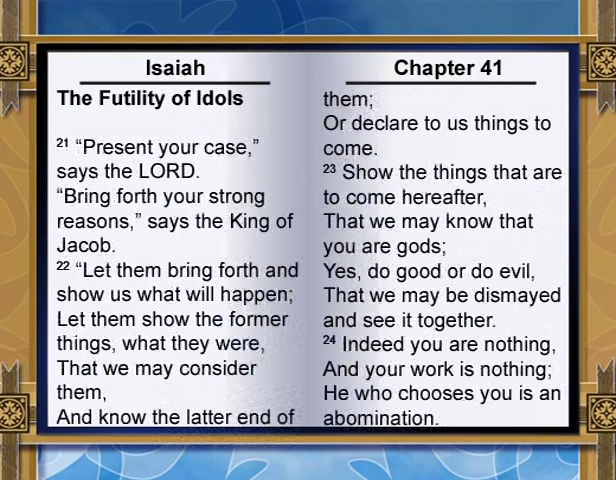 Isaiah
The Futility of Idols
21 “Present your case,”
says the LORD.
“Bring forth your strong
reasons,” says the King of
Jacob.
22 “Let them bring forth and
show us what will happen;
Let them show the former
things, what they were,
That we may consider
them,
And know the latter end of
Chapter 41
them;
Or declare to us things to
come.
23 Show the things that are
to come hereafter,
That we may know that
you are gods;
Yes, do good or do evil,
That we may be dismayed
and see it together.
24 Indeed you are nothing,
And your work is nothing;
He who chooses you is an
abomination.